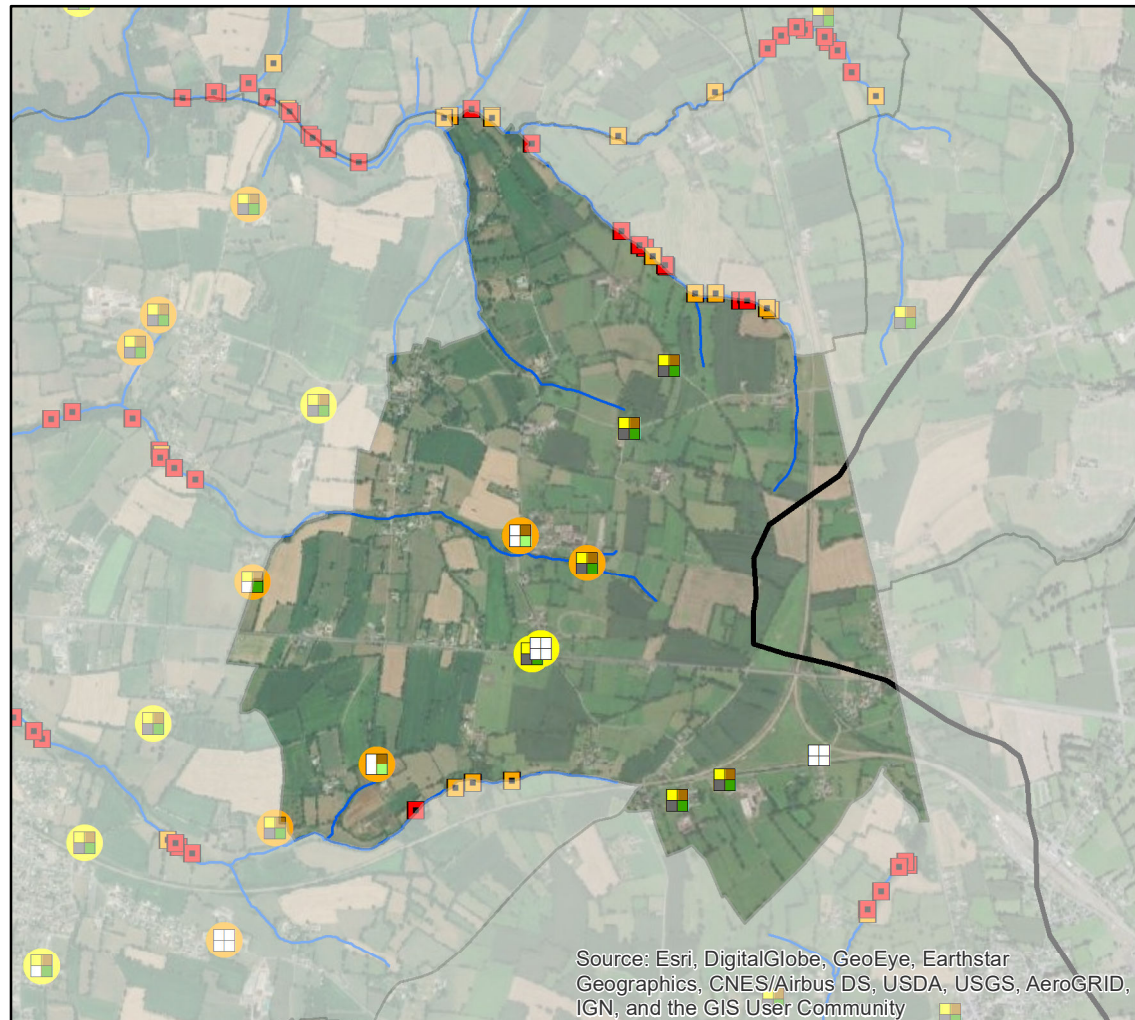 Source: Esri, DigitalGlobe, GeoEye, Earthstar
Geographics, CNES/Airbus DS, USDA, USGS, AeroGRID,
IGN, and the GIS User Community